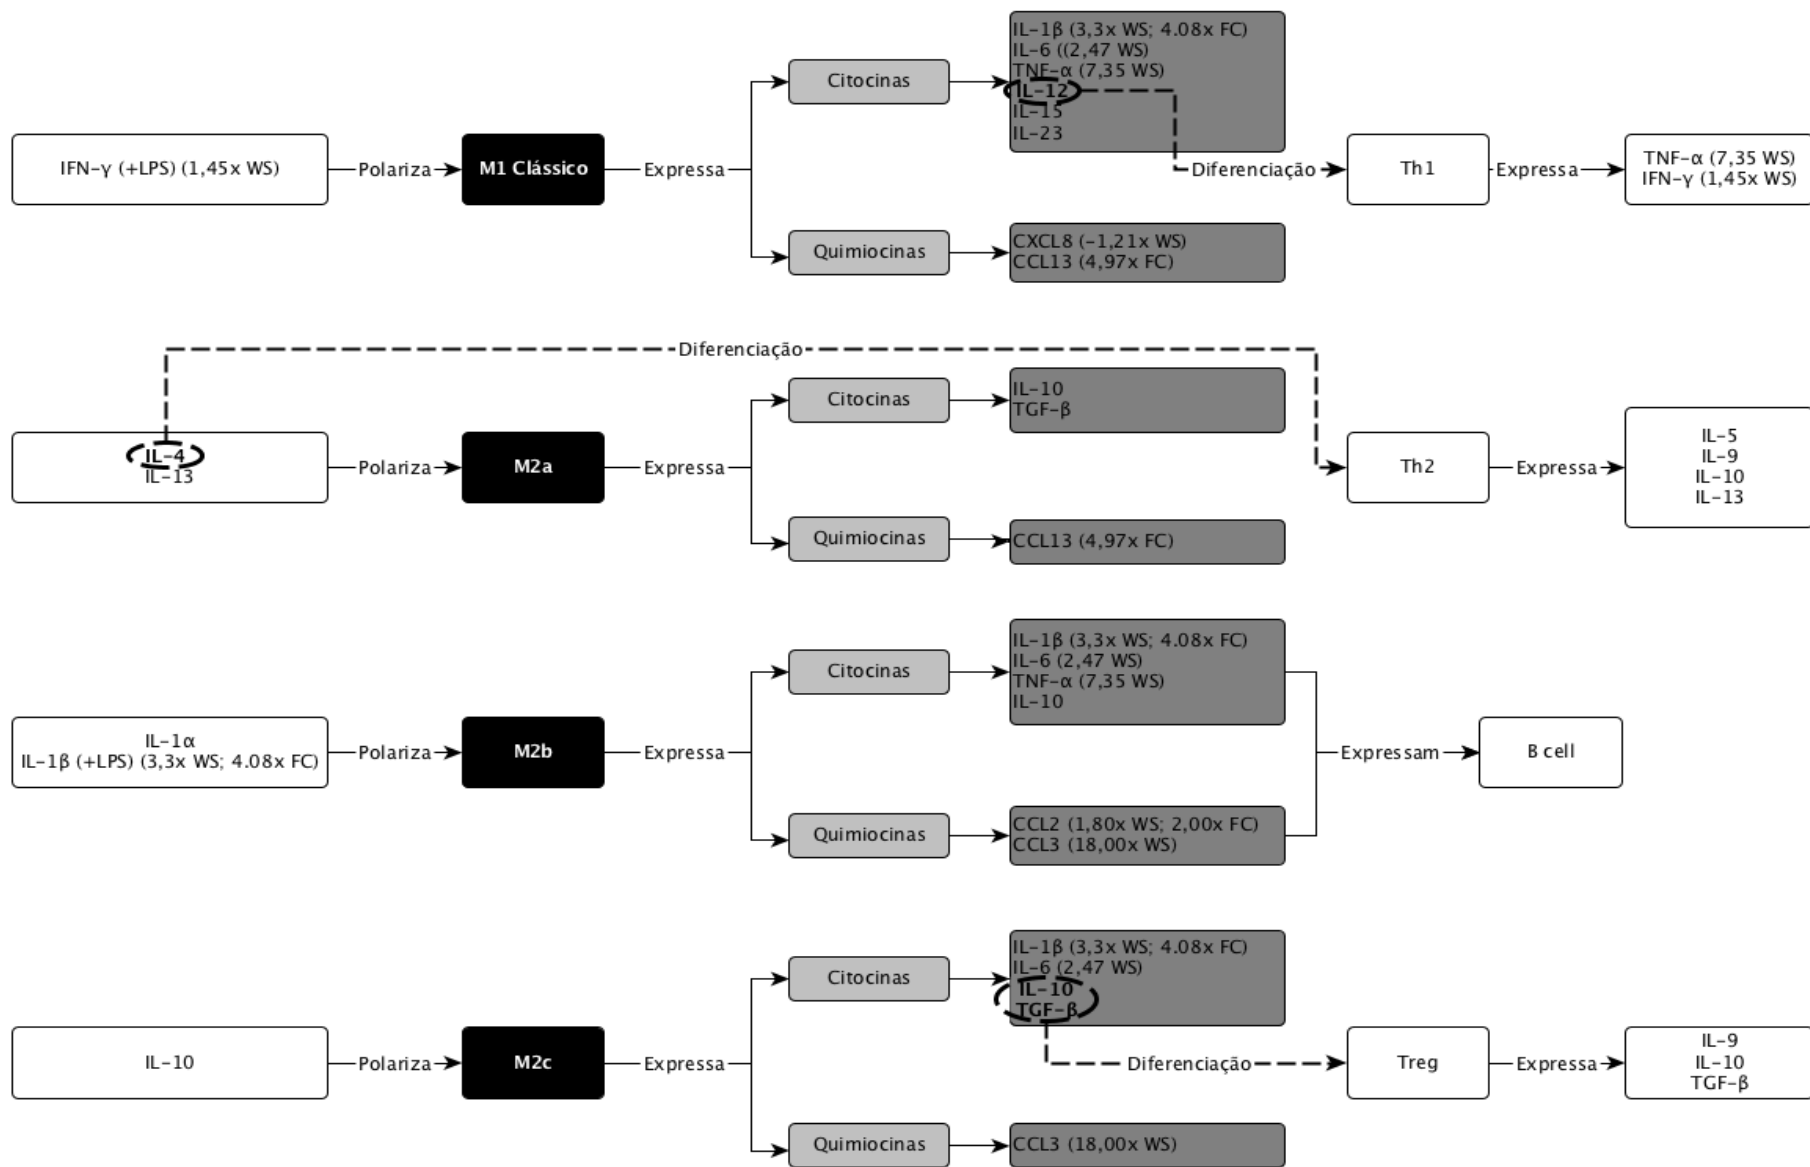 IFN-γ (+LPS) (1,45x WS)
Polariza
M1 Clássico
Expressa
Citocinas
IL-1β (3,3x WS; 4.08x FC)
IL-6 ((2,47 WS)
TNF-α (7,35 WS)
IL-12
IL-15
IL-23
Diferenciação
Th1
Expressa
TNF-α (7,35 WS)
IFN-γ (1,45x WS)
Quimiocinas
CXCL8 (-1,21x WS)
CCL13 (4,97x FC)
Diferenciação
IL-4
IL-13
Polariza
M2a
Expressa
Citocinas
IL-10
TGF-β
Quimiocinas
CCL13 (4,97x FC)
Th2
Expressa
IL-5
IL-9
IL-10
IL-13
IL-1α
IL-1β (+LPS) (3,3x WS; 4.08x FC)
Polariza
M2b
Expressa
Citocinas
IL-1β (3,3x WS; 4.08x FC)
IL-6 (2,47 WS)
TNF-α (7,35 WS)
IL-10
Quimiocinas
CCL2 (1,80x WS; 2,00x FC)
CCL3 (18,00x WS)
Expressam
B cell
IL-10
Polariza
M2c
Expressa
Citocinas
IL-1β (3,3x WS; 4.08x FC)
IL-6 (2,47 WS)
IL-10
TGF-β
Diferenciação
Treg
Expressa
IL-9
IL-10
TGF-β
Quimiocinas
CCL3 (18,00x WS)